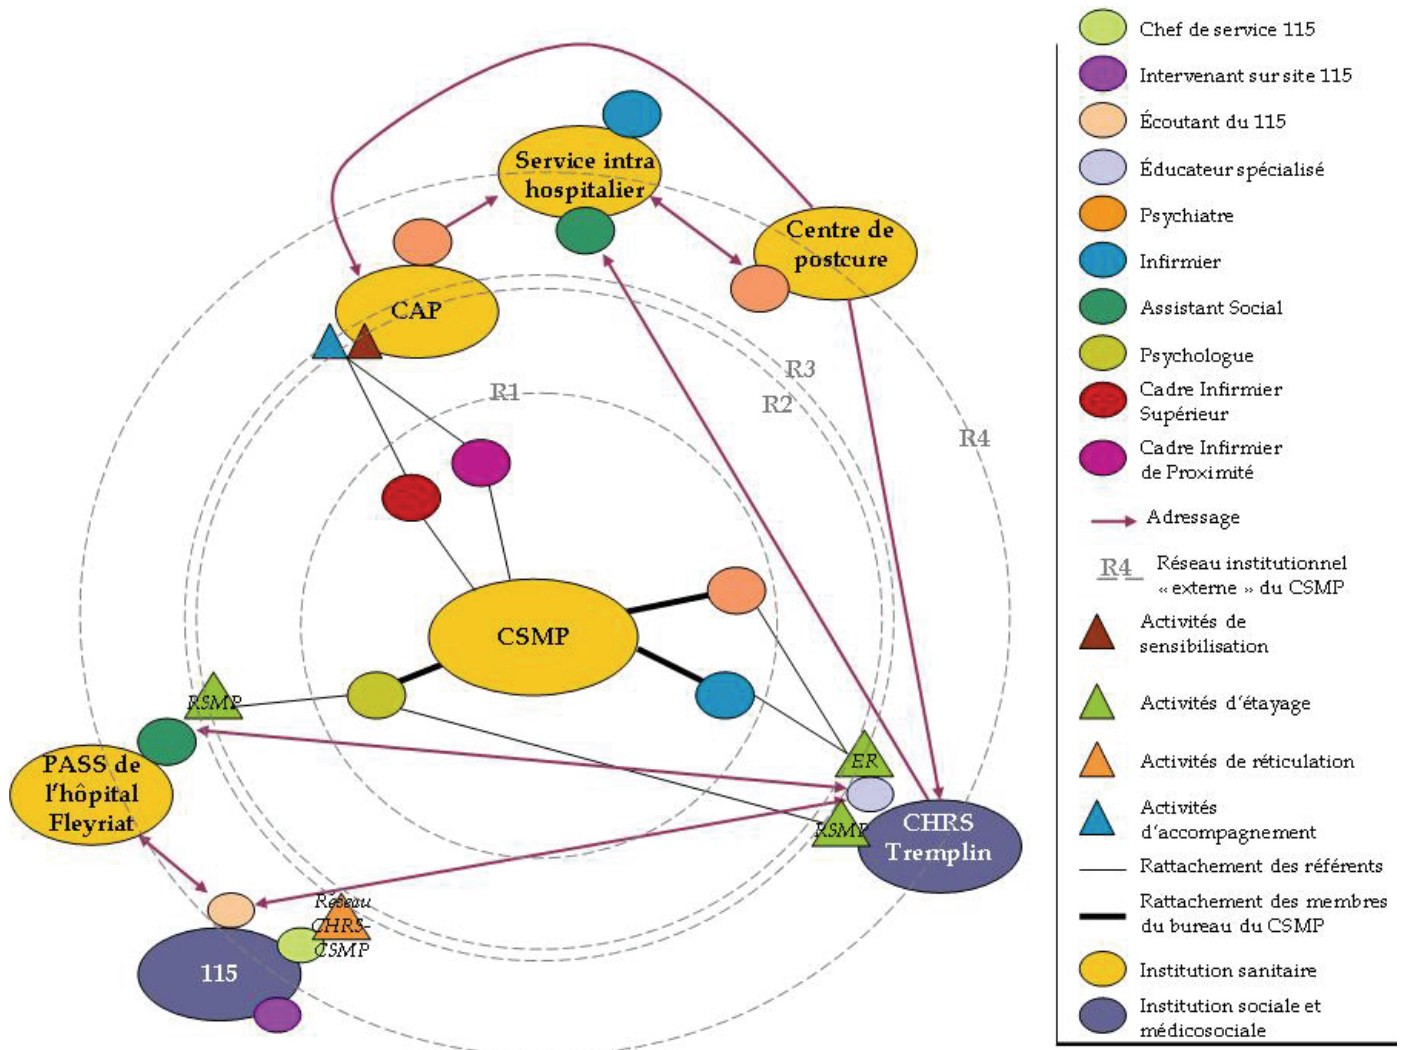 Service intra
hospitalier
Centre de
postcure
CAP
R1
R3
R2
R4
CSMP
RSMP
PASS de
l'hôpital
Fleyriat
ER
RSMP
CHRS
Tremplin
Réseau
CHRS-
CSMP
115
Chef de service 115
Intervenant sur site 115
Écoutant du 115
Éducateur spécialisé
Psychiatre
Infirmier
Assistant Social
Psychologue
Cadre Infirmier
Supérieur
Cadre Infirmier
de Proximité
Adressage
R4
Réseau institutionnel
« externe » du CSMP
Activités de
sensibilisation
Activités d'étayage
Activités de réticulation
Activités
d'accompagnement
Rattachement des référents
Rattachement des membres
du bureau du CSMP
Institution sanitaire
Institution sociale et
médicosociale